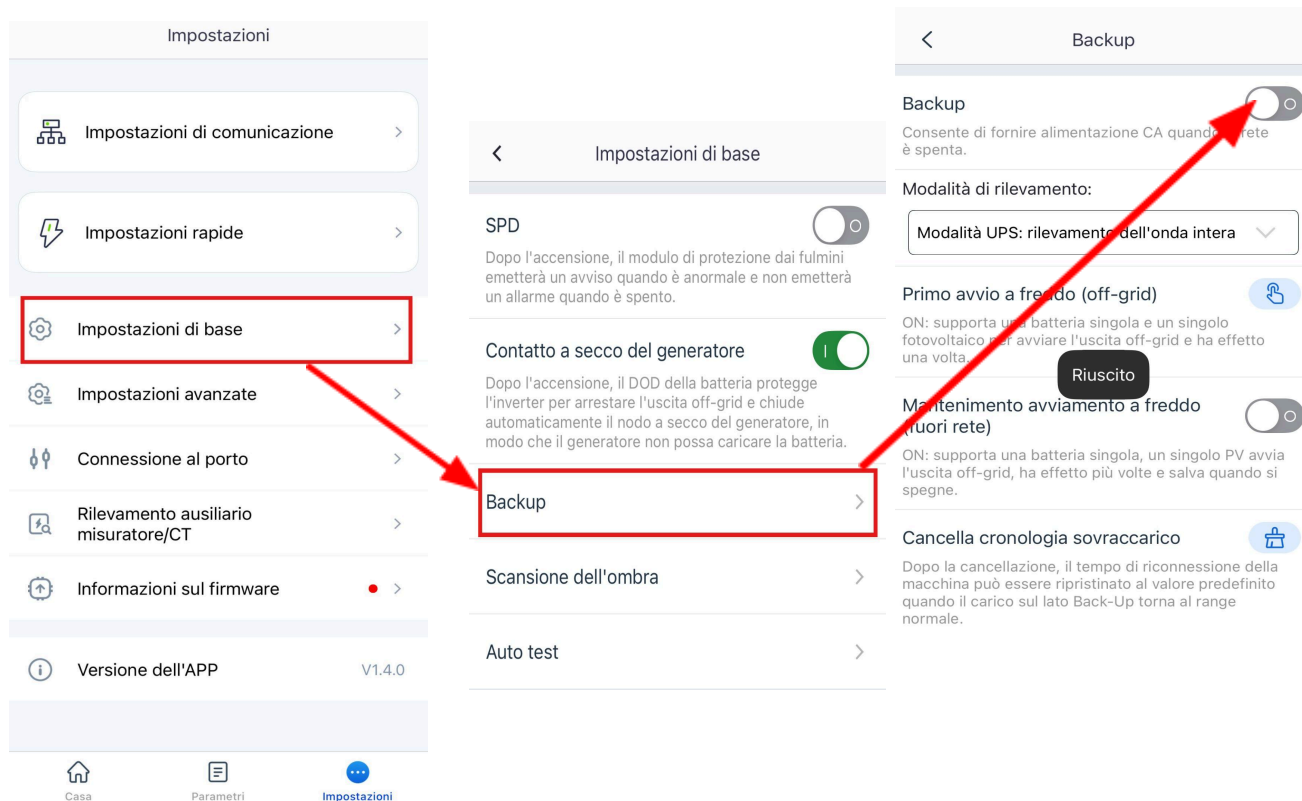 Impostazioni
Impostazioni di comunicazione
Impostazioni rapide
Impostazioni di base
Impostazioni avanzate
Connessione al porto
Rilevamento ausiliario
misuratore/CT
Informazioni sul firmware
Versione dell'APP
V1.4.0
Casa
Parametri
Impostazioni
Impostazioni di base
SPD
Dopo l'accensione, il modulo di protezione dai fulmini
emetterà un avviso quando è anormale e non emetterà
un allarme quando è spento.
Contatto a secco del generatore
Dopo l'accensione, il DOD della batteria protegge
l'inverter per arrestare l'uscita off-grid e chiude
automaticamente il nodo a secco del generatore, in
modo che il generatore non possa caricare la batteria.
Backup
Scansione dell'ombra
Auto test
Backup
Backup
Consente di fornire alimentazione CA quando rete
è spenta.
Modalità di rilevamento:
Modalità UPS: rilevamento dell'onda intera
Primo avvio a freddo (off-grid)
ON: supporta una batteria singola e un singolo
fotovoltaico per avviare l'uscita off-grid e ha effetto
una volta.
Riuscito
Mantenimento avviamento a freddo
(fuori rete)
ON: supporta una batteria singola, un singolo PV avvia
l'uscita off-grid, ha effetto più volte e salva quando si
spegne.
Cancella cronologia sovraccarico
Dopo la cancellazione, il tempo di riconnessione della
macchina può essere ripristinato al valore predefinito
quando il carico sul lato Back-Up torna al range
normale.